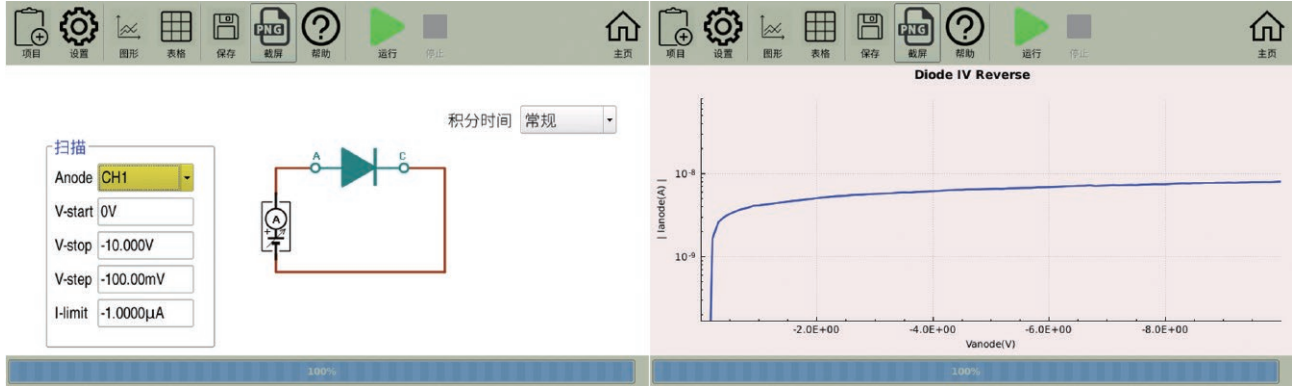 项目 设置 图形 表格 保存 PNG 截屏 帮助 运行 停止 主页
积分时间 常规
扫描
Anode CH1
V-start 0V
V-stop -10.000V
V-step -100.00mV
I-limit -1.0000μA
A C
A
100%
项目 设置 图形 表格 保存 PNG 截屏 帮助 运行 停止 主页
Diode IV Reverse
10-8
| Ianode(A) |
10-9
-2.0E+00 -4.0E+00 -6.0E+00 -8.0E+00
Vanode(V)
100%